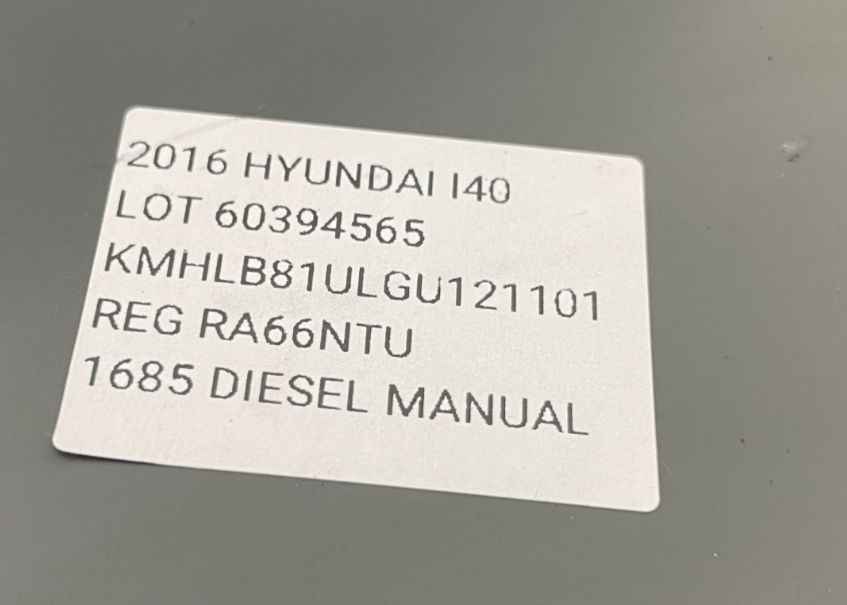 2016 HYUNDAI I40
LOT 60394565
KMHLB81ULGU121101
REG RA66NTU
1685 DIESEL MANUAL